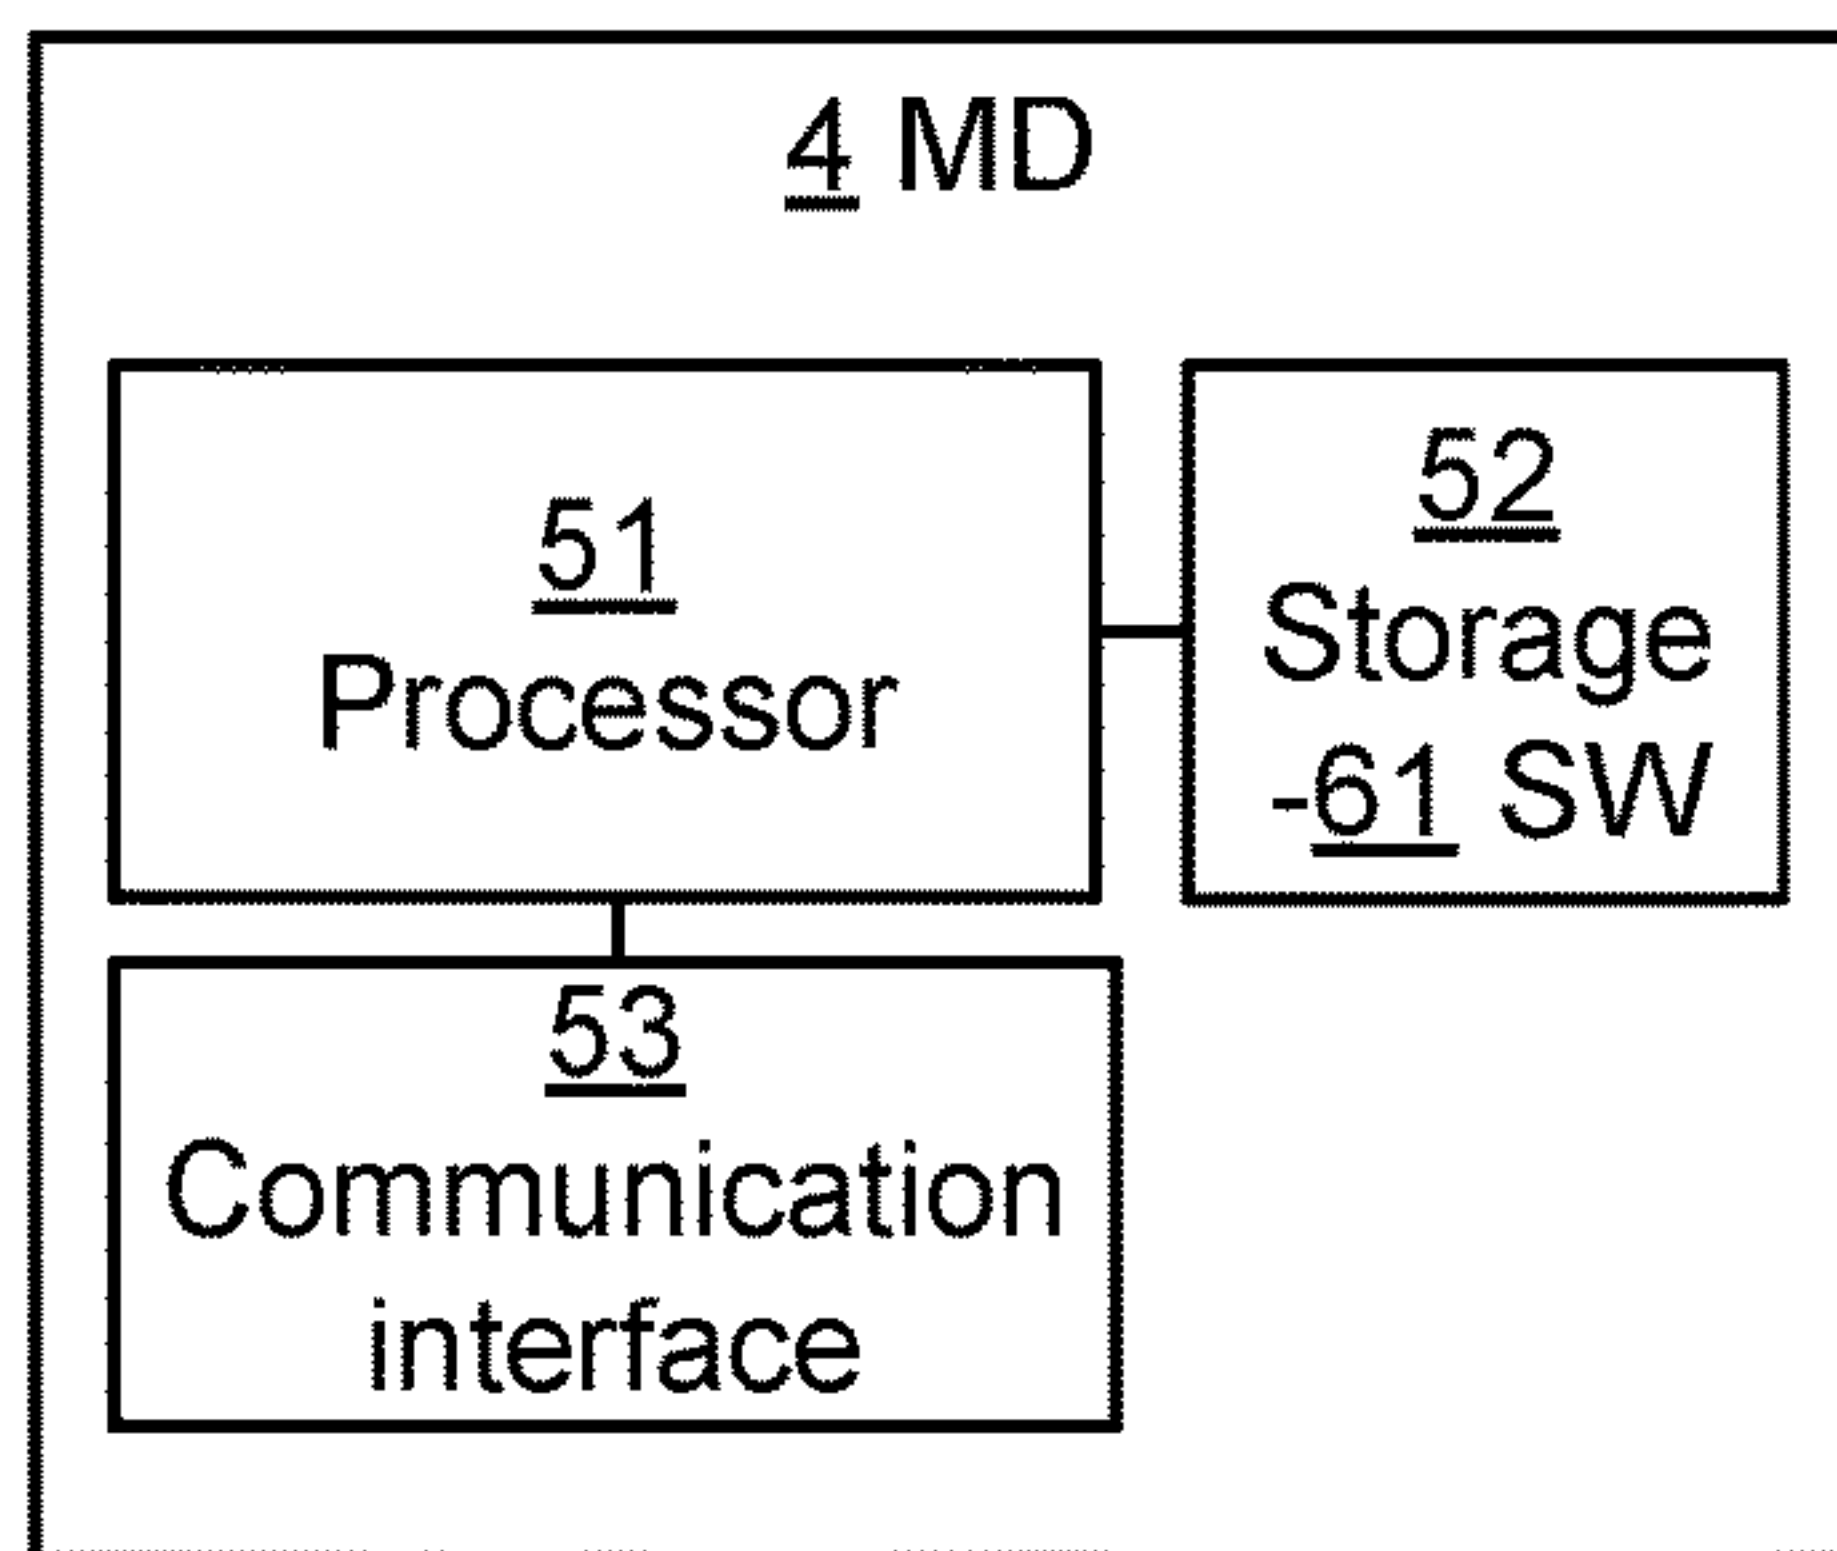 4 MD
51
Processor
52
Storage
-61 SW
53
Communication
interface